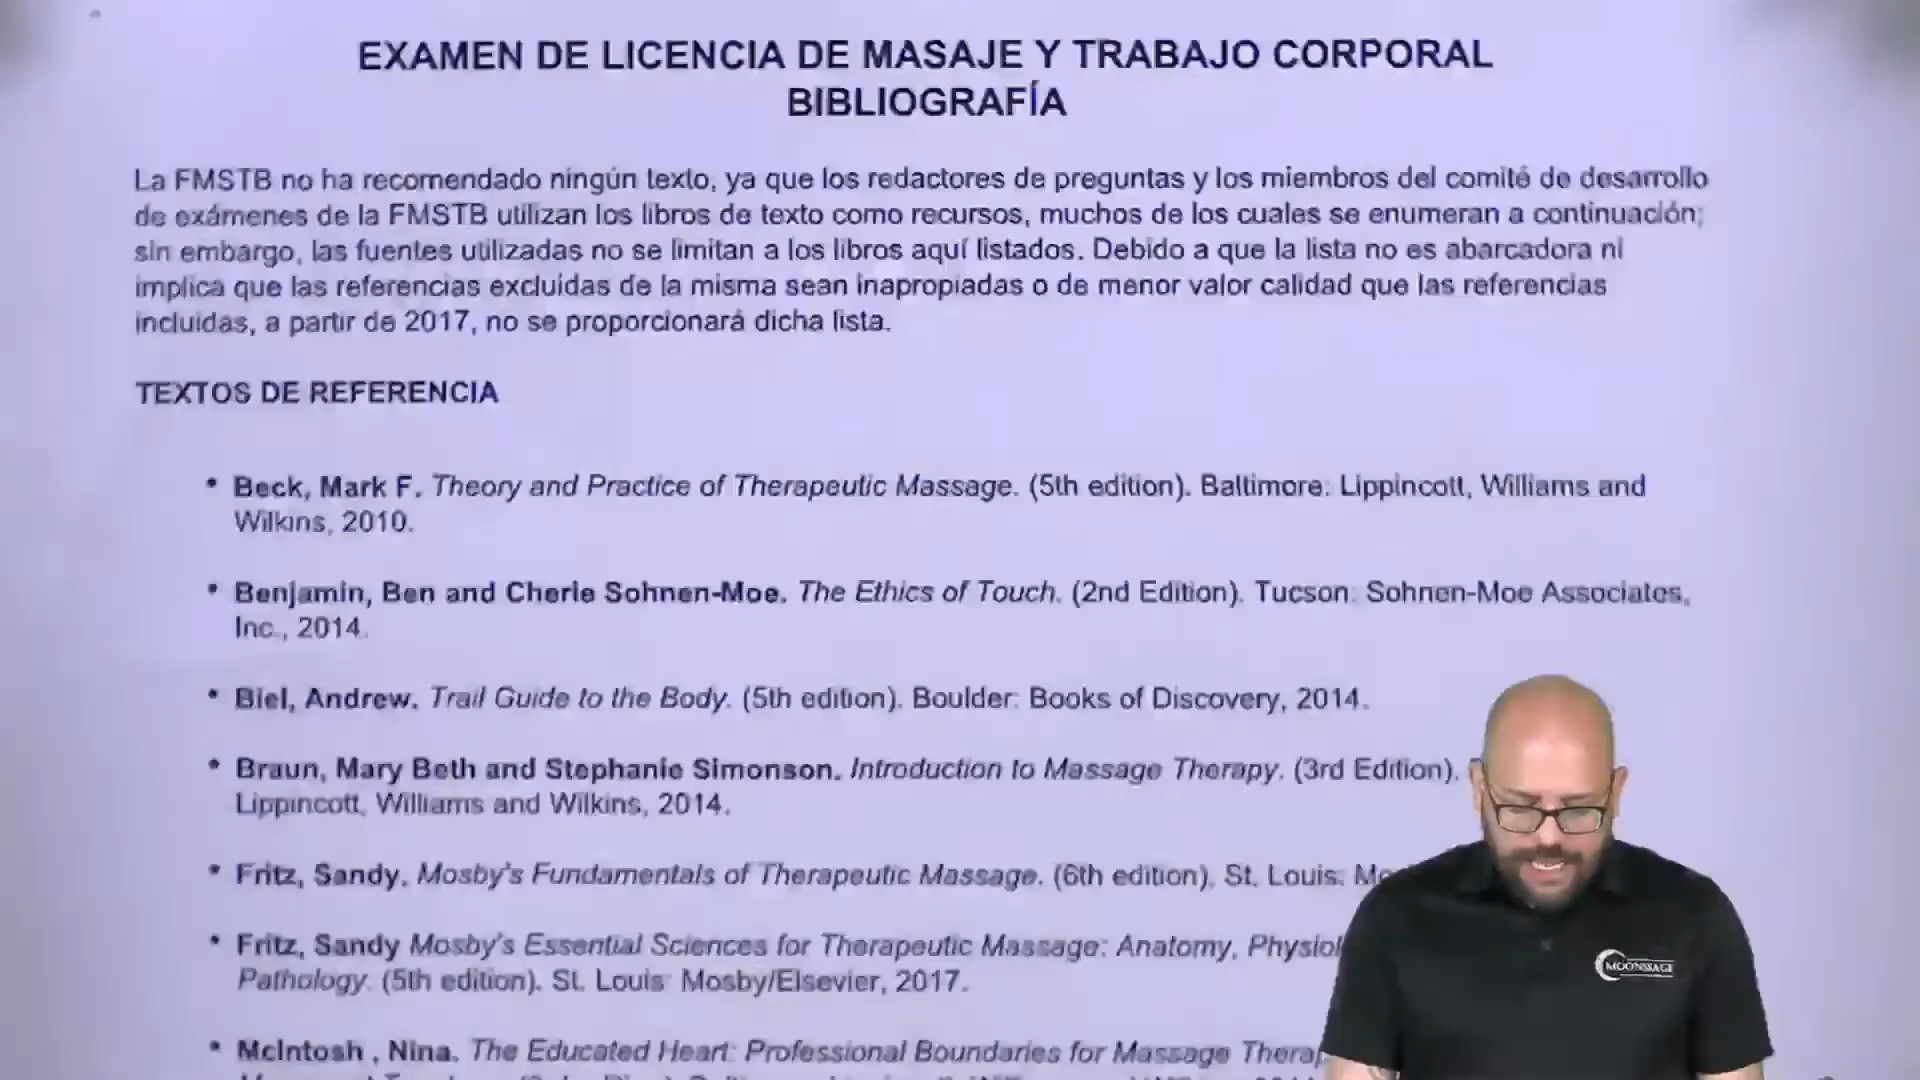 EXAMEN DE LICENCIA DE MASAJE Y TRABAJO CORPORAL
BIBLIOGRAFÍA
La FMSTB no ha recomendado ningún texto, ya que los redactores de preguntas y los miembros del comité de desarrollo
de exámenes de la FMSTB utilizan los libros de texto como recursos, muchos de los cuales se enumeran a continuación;
sin embargo, las fuentes utilizadas no se limitan a los libros aquí listados. Debido a que la lista no es abarcadora ni
implica que las referencias excluidas de la misma sean inapropiadas o de menor valor calidad que las referencias
incluidas, a partir de 2017, no se proporcionará dicha lista.
TEXTOS DE REFERENCIA
• Beck, Mark F. Theory and Practice of Therapeutic Massage. (5th edition). Baltimore: Lippincott, Williams and
Wilkins, 2010.
• Benjamin, Ben and Cherie Sohnen-Moe. The Ethics of Touch. (2nd Edition). Tucson: Sohnen-Moe Associates,
Inc., 2014.
• Biel, Andrew. Trail Guide to the Body. (5th edition). Boulder: Books of Discovery, 2014.
• Braun, Mary Beth and Stephanie Simonson. Introduction to Massage Therapy. (3rd Edition).
Lippincott, Williams and Wilkins, 2014.
• Fritz, Sandy. Mosby's Fundamentals of Therapeutic Massage. (6th edition). St. Louis:
• Fritz, Sandy Mosby's Essential Sciences for Therapeutic Massage: Anatomy,
Pathology. (5th edition). St. Louis: Mosby/Elsevier, 2017.
• McIntosh , Nina. The Educated Heart: Professional Boundaries for Massage
MOONSSAGE